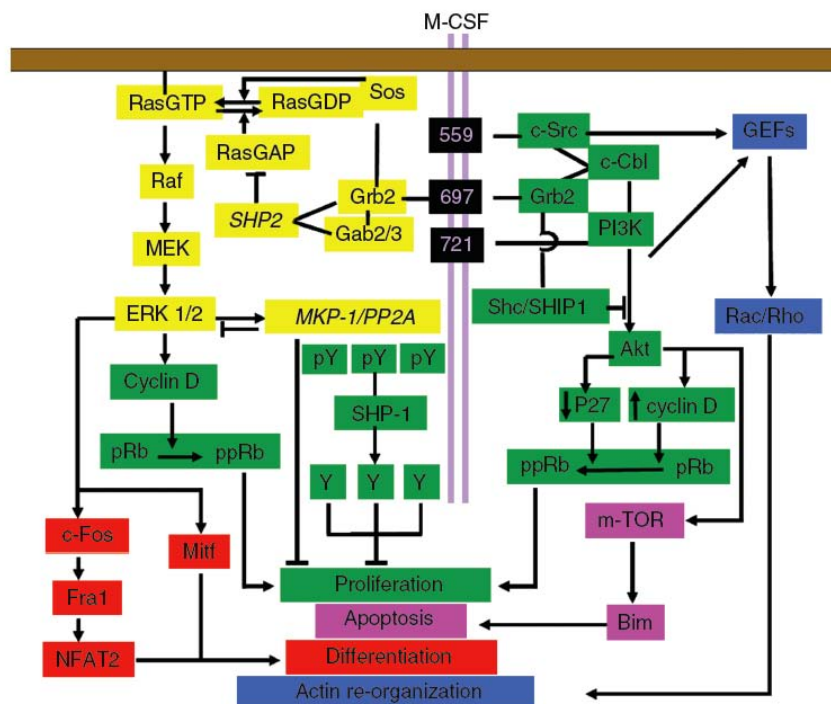 M-CSF
RasGTP
RasGDP
Sos
RasGAP
Raf
SHP2
Grb2
Gab2/3
MEK
ERK 1/2
MKP-1/PP2A
559
697
721
c-Src
c-Cbl
Grb2
PI3K
GEFs
Shc/SHIP1
Rac/Rho
Akt
Cyclin D
pY
pY
pY
SHP-1
P27
cyclin D
pRb
ppRb
Y
Y
Y
ppRb
pRb
c-Fos
Mitf
m-TOR
Fra1
Proliferation
Apoptosis
Bim
NFAT2
Differentiation
Actin re-organization